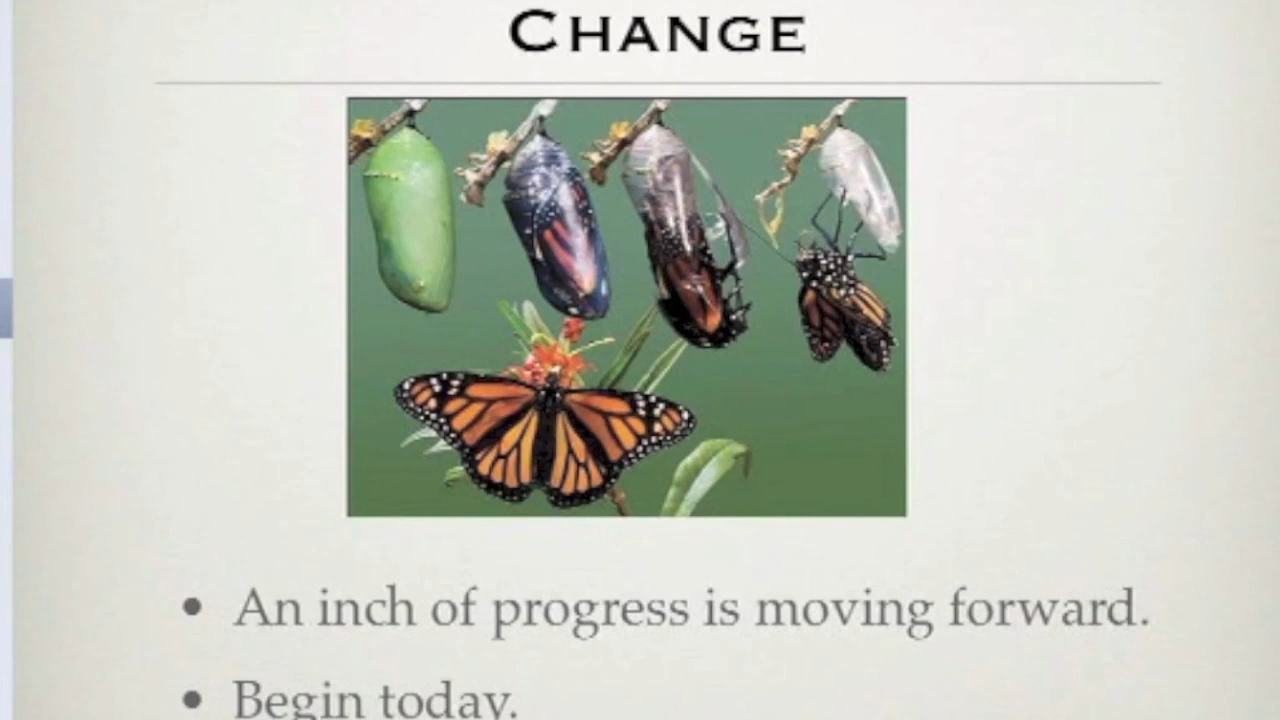 CHANGE
• An inch of progress is moving forward.
• Begin today.